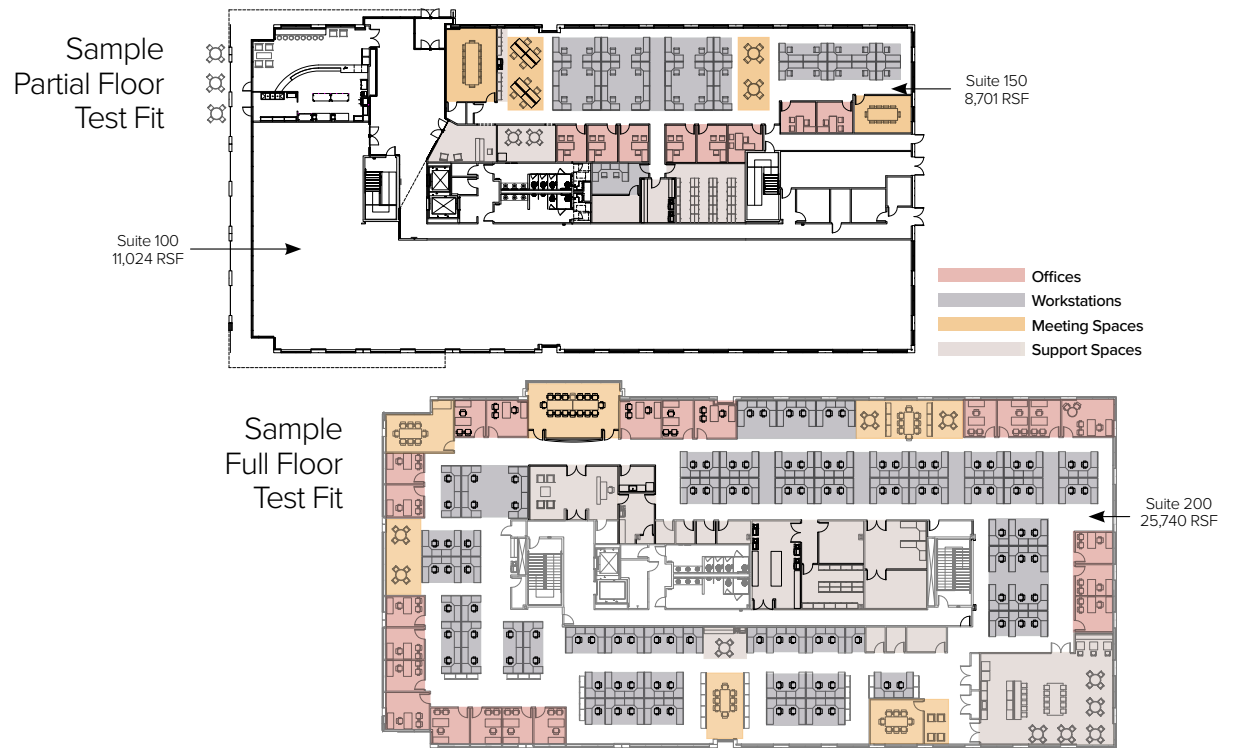 Sample
Partial Floor
Test Fit
Suite 150
8,701 RSF
Suite 100
11,024 RSF
Offices
Workstations
Meeting Spaces
Support Spaces
Sample
Full Floor
Test Fit
Suite 200
25,740 RSF